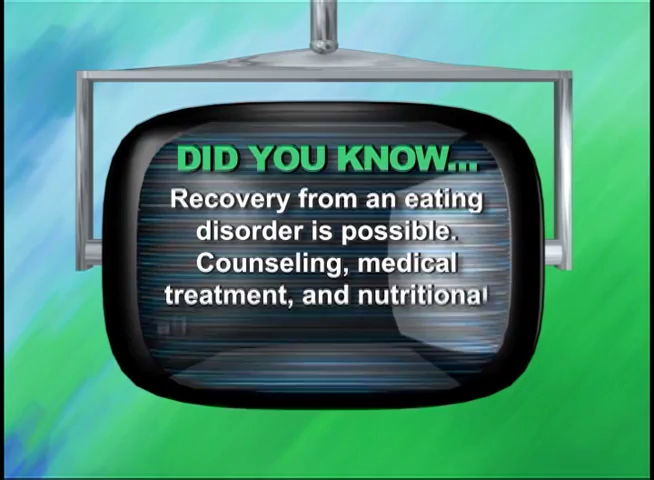 DID YOU KNOW...
Recovery from an eating
disorder is possible.
Counseling, medical
treatment, and nutritional